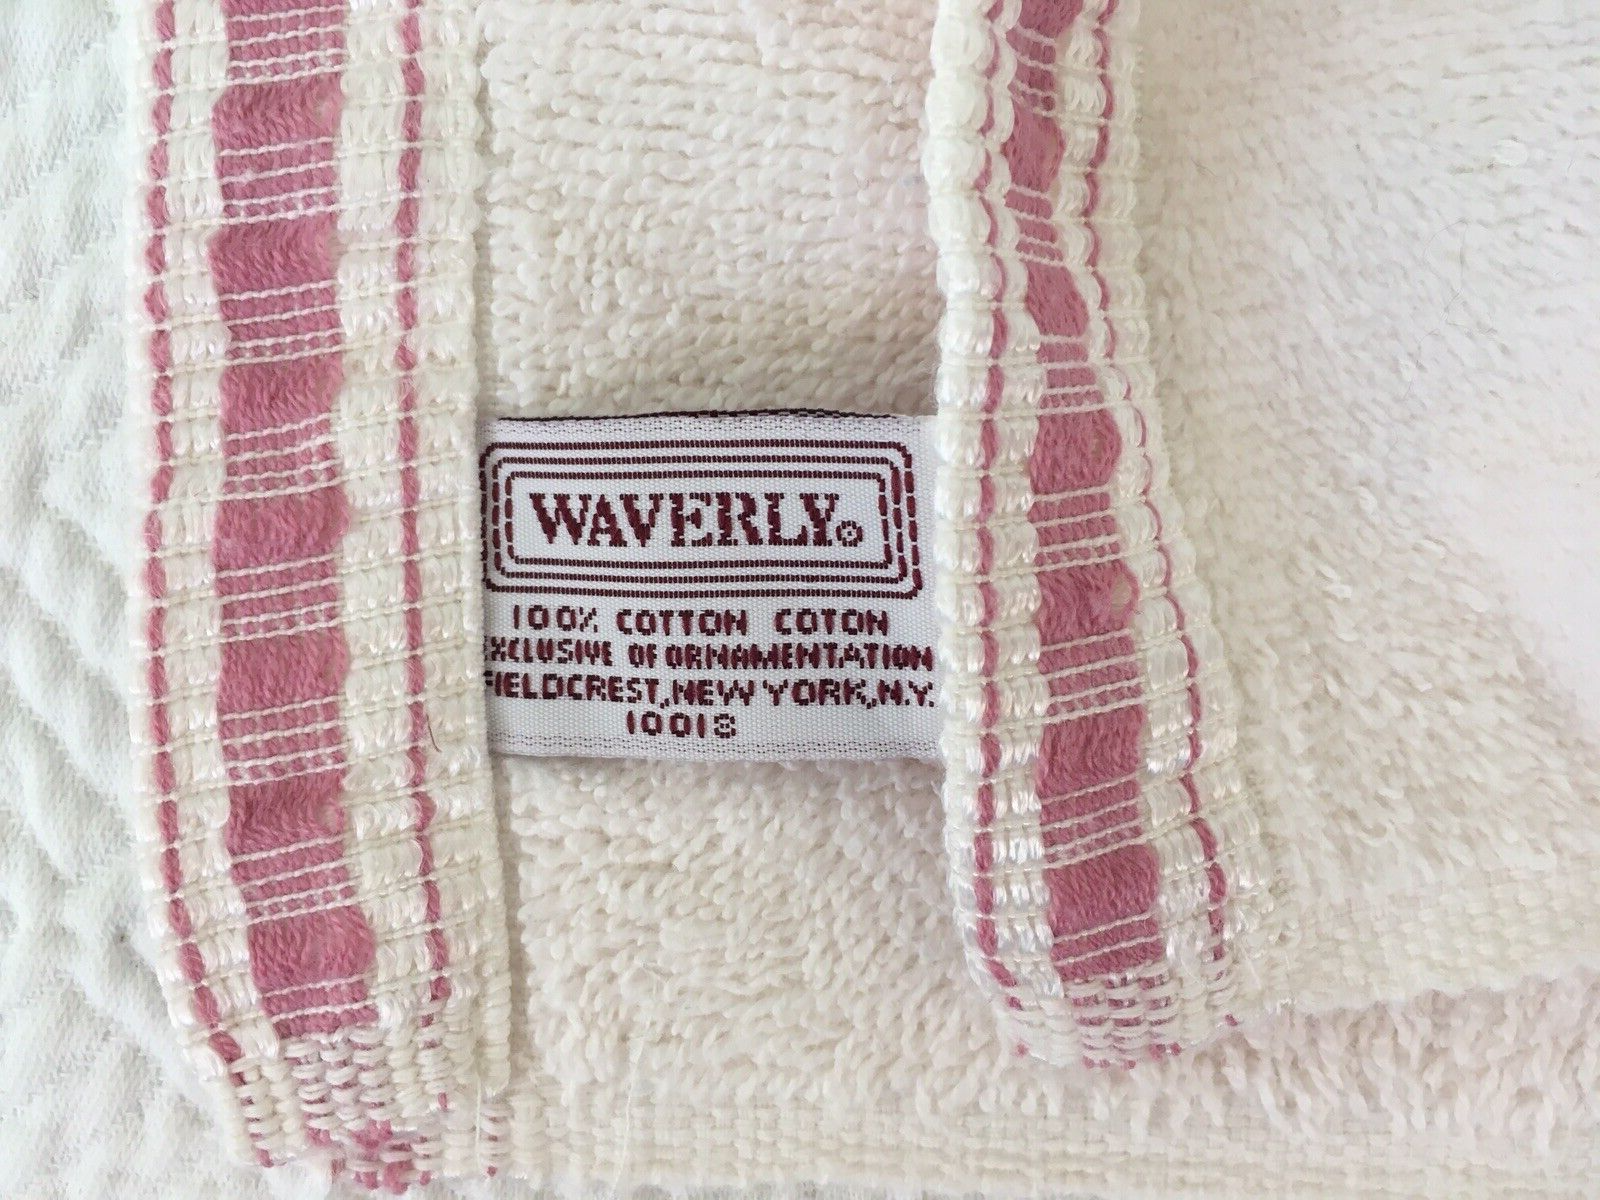 WAVERLY®
100% COTTON COTON
EXCLUSIVE OF ORNAMENTATION
FIELDCREST, NEW YORK, N.Y.
10018